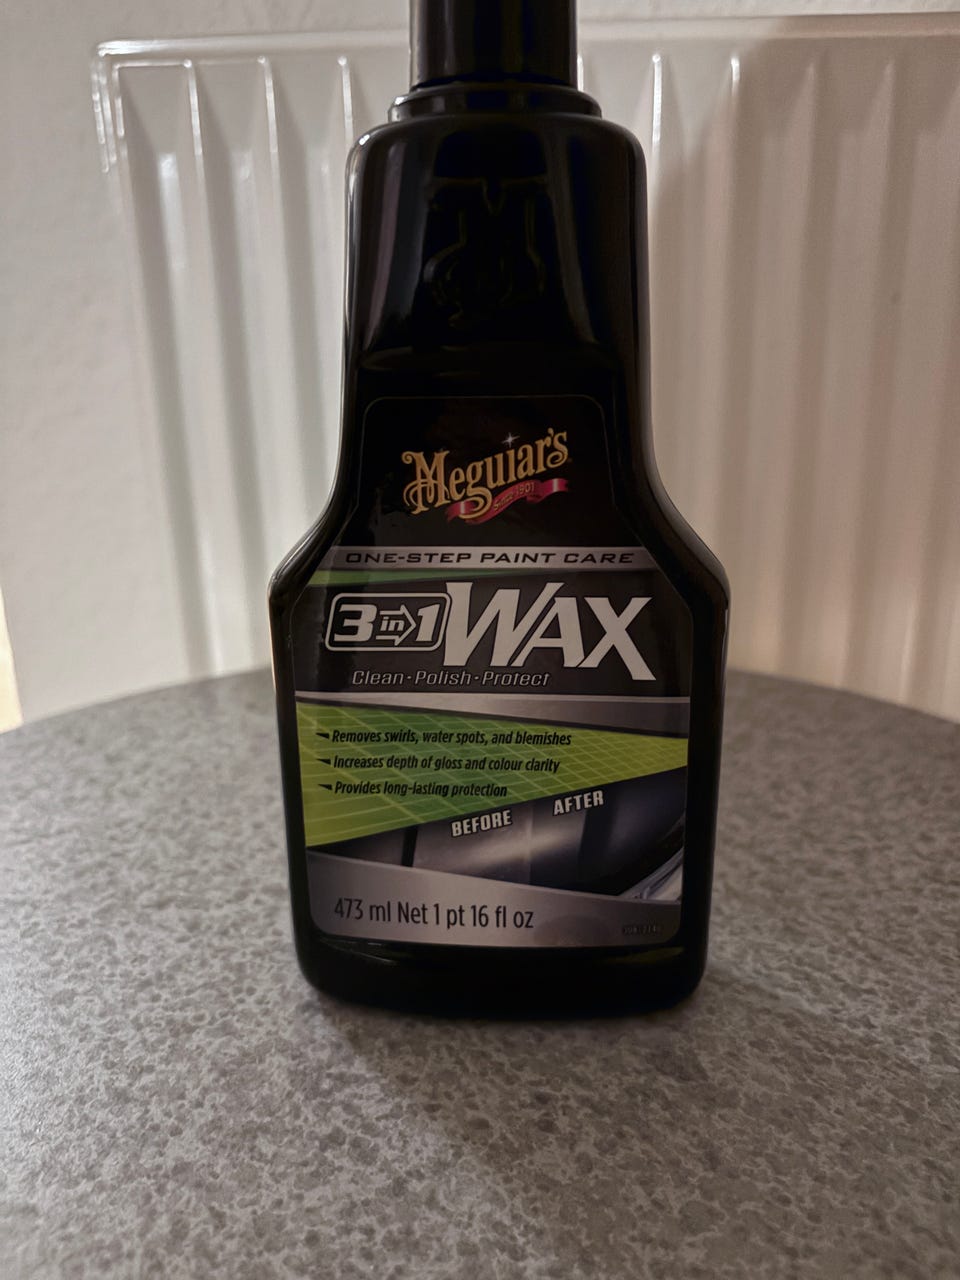 Meguiar's
Since 1901
ONE-STEP PAINT CARE
3 in 1 WAX
Clean • Polish • Protect
Removes swirls, water spots, and blemishes
Increases depth of gloss and colour clarity
Provides long-lasting protection
BEFORE AFTER
473 ml Net 1 pt 16 fl oz